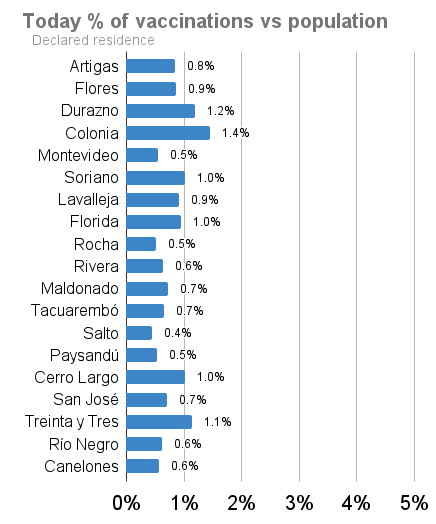 Today % of vaccinations vs population
Declared residence
Artigas 0.8%
Flores 0.9%
Durazno 1.2%
Colonia 1.4%
Montevideo 0.5%
Soriano 1.0%
Lavalleja 0.9%
Florida 1.0%
Rocha 0.5%
Rivera 0.6%
Maldonado 0.7%
Tacuarembó 0.7%
Salto 0.4%
Paysandú 0.5%
Cerro Largo 1.0%
San José 0.7%
Treinta y Tres 1.1%
Río Negro 0.6%
Canelones 0.6%
0% 1% 2% 3% 4% 5%